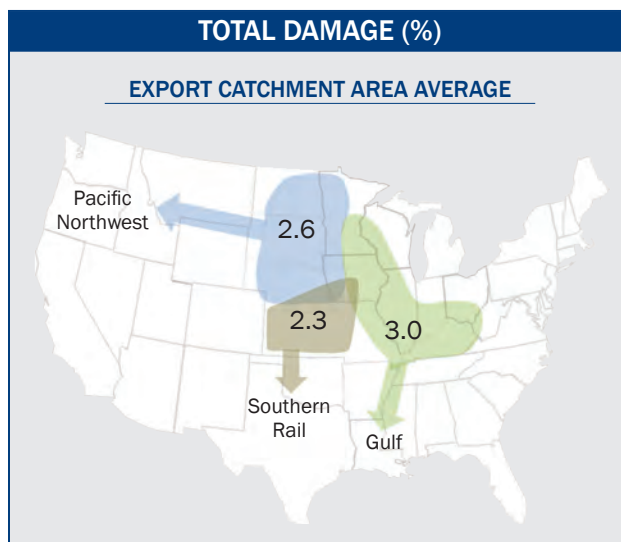 TOTAL DAMAGE (%)
EXPORT CATCHMENT AREA AVERAGE
Pacific
Northwest
2.6
2.3
3.0
Southern
Rail
Gulf